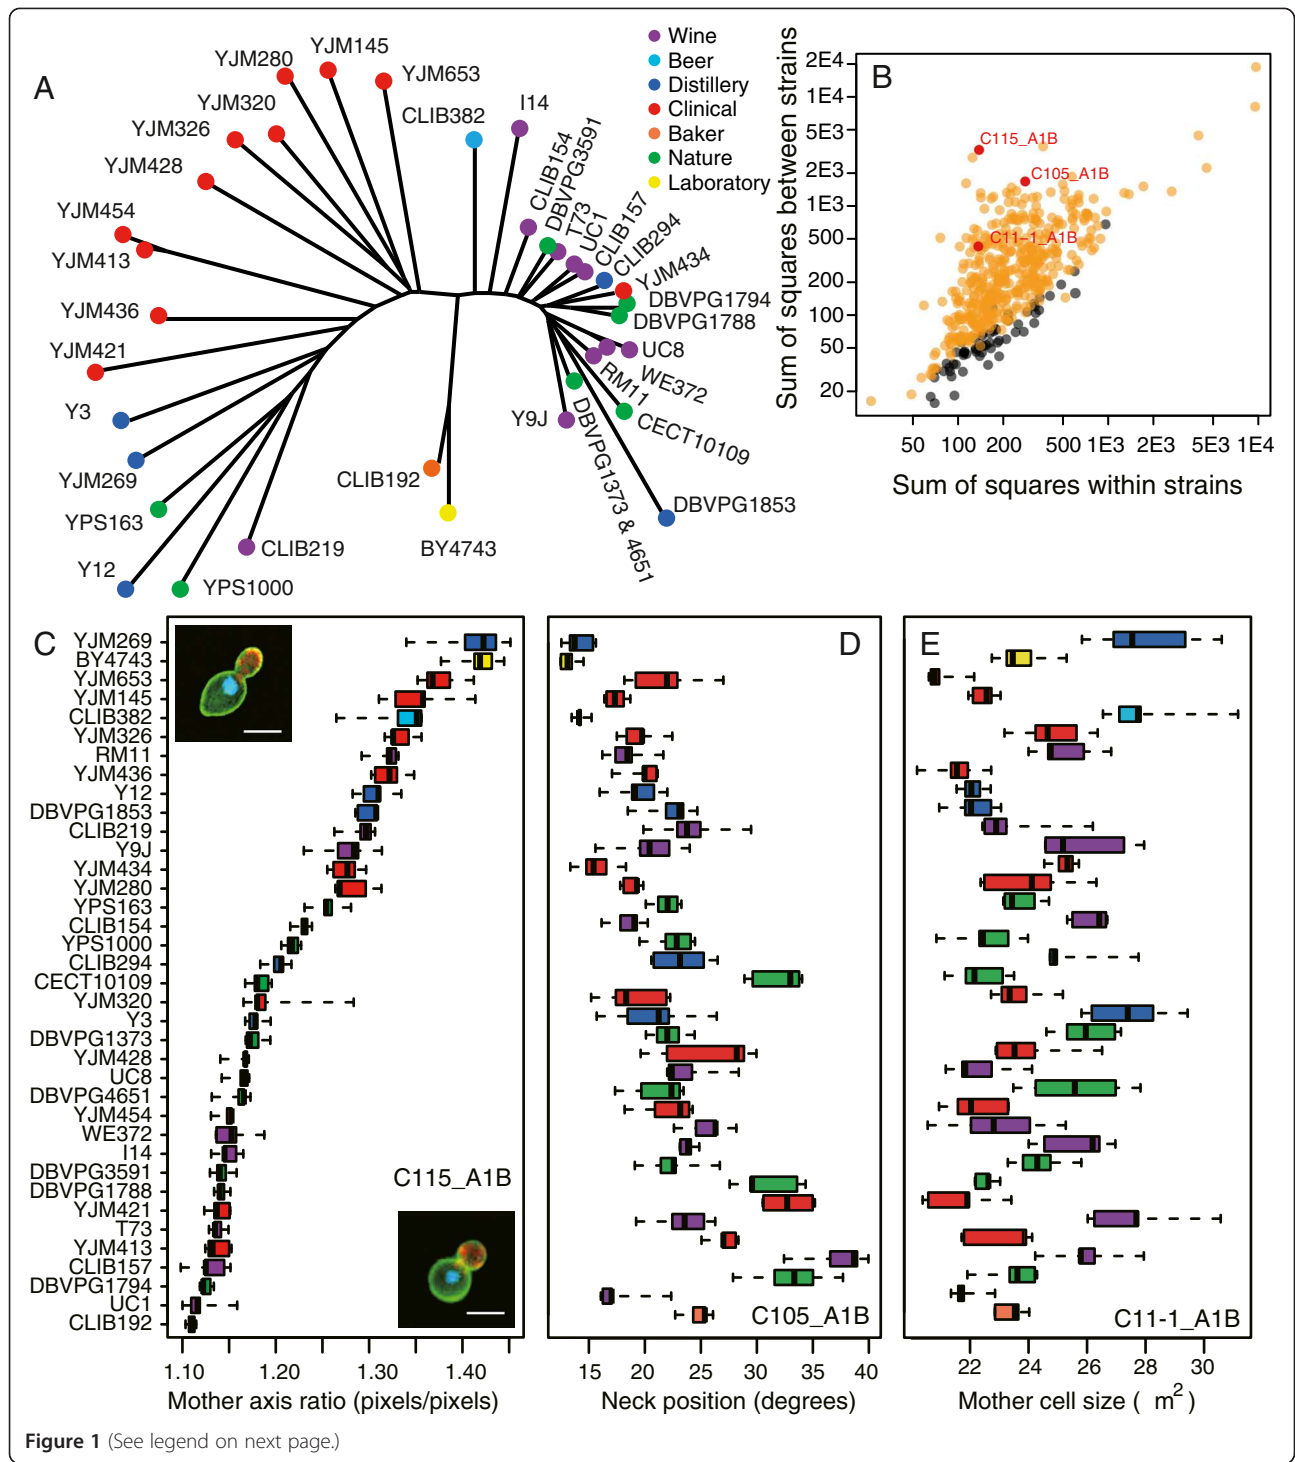 A
YJM280
YJM145
YJM653
YJM320
YJM326
YJM428
YJM454
YJM413
YJM436
YJM421
Y3
YJM269
YPS163
Y12
YPS1000
CLIB219
CLIB192
BY4743
CLIB382
I14
CLIB154
DBVPG3591
T73
UC1
CLIB157
CLIB294
YJM434
DBVPG1794
DBVPG1788
UC8
WE372
RM11
CECT10109
DBVPG1853
DBVPG1373 & 4651
Y9J
Wine
Beer
Distillery
Clinical
Baker
Nature
Laboratory
B
Sum of squares between strains
2E4
1E4
5E3
2E3
1E3
500
200
100
50
20
C115_A1B
C105_A1B
C11-1_A1B
50 100 200 500 1E3 2E3 5E3 1E4
Sum of squares within strains
C
YJM269
BY4743
YJM653
YJM145
CLIB382
YJM326
RM11
YJM436
Y12
DBVPG1853
CLIB219
Y9J
YJM434
YJM280
YPS163
CLIB154
YPS1000
CLIB294
CECT10109
YJM320
Y3
DBVPG1373
YJM428
UC8
DBVPG4651
YJM454
WE372
I14
DBVPG3591
DBVPG1788
YJM421
T73
YJM413
CLIB157
DBVPG1794
UC1
CLIB192
C115_A1B
1.10 1.20 1.30 1.40
Mother axis ratio (pixels/pixels)
D
C105_A1B
15 20 25 30 35 40
Neck position (degrees)
E
C11-1_A1B
22 24 26 28 30
Mother cell size ( m2)
Figure 1 (See legend on next page.)